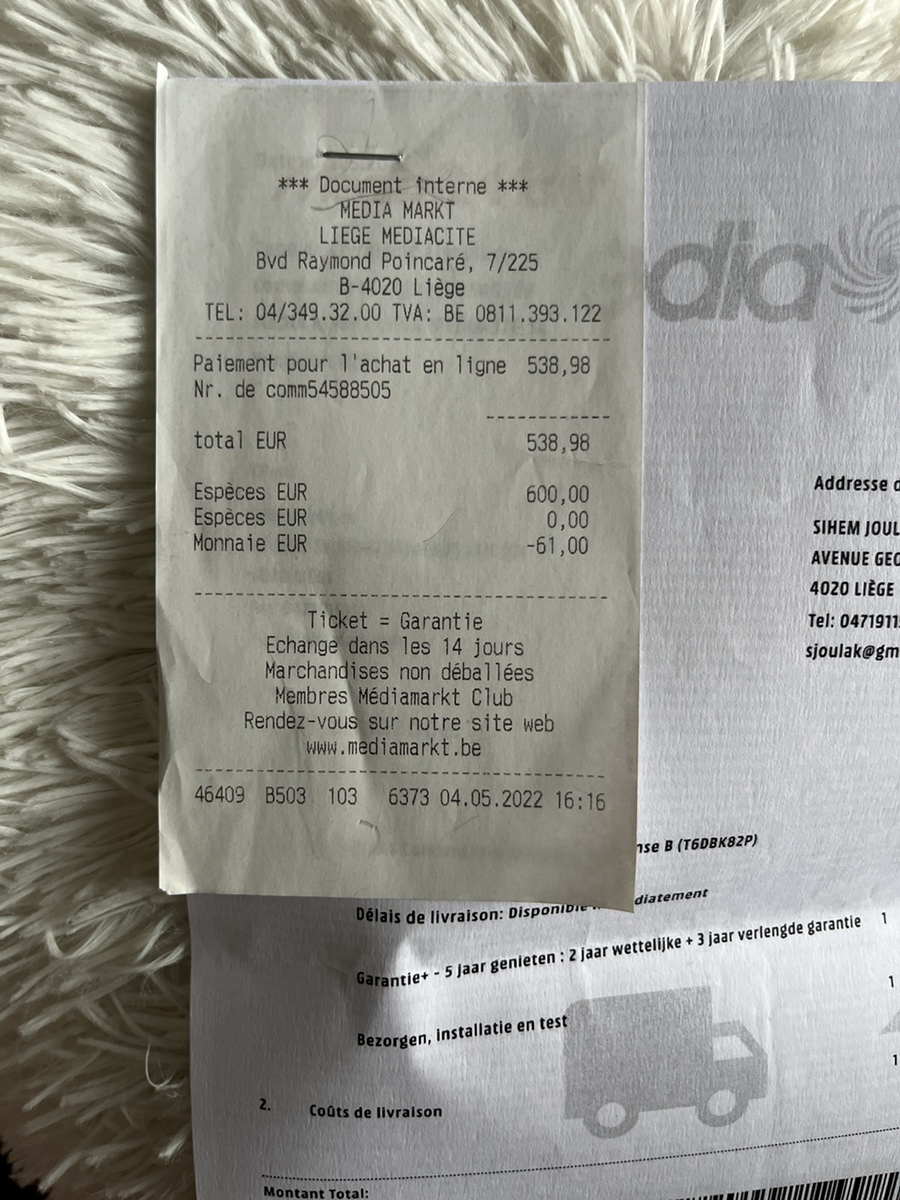 *** Document interne ***
MEDIA MARKT
LIEGE MEDIACITE
Bvd Raymond Poincaré, 7/225
B-4020 Liège
TEL: 04/349.32.00 TVA: BE 0811.393.122
Paiement pour l'achat en ligne 538,98
Nr. de comm54588505
total EUR 538,98
Espèces EUR 600,00
Espèces EUR 0,00
Monnaie EUR -61,00
Ticket = Garantie
Echange dans les 14 jours
Marchandises non déballées
Membres Médiamarkt Club
Rendez-vous sur notre site web
www.mediamarkt.be
46409 B503 103 6373 04.05.2022 16:16
dia
Addresse d
SIHEM JOUL
AVENUE GEO
4020 LIÈGE
Tel: 0471911
sjoulak@gm
nse B (T6DBK82P)
Délais de livraison: Disponible diatement
Garantie+ - 5 jaar genieten : 2 jaar wettelijke + 3 jaar verlengde garantie 1
1
Bezorgen, installatie en test
1
2. Coûts de livraison
Montant Total: